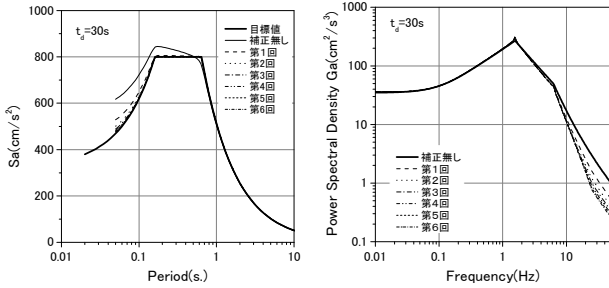 t_d=30s
目標値
補正無し
第1回
第2回
第3回
第4回
第5回
第6回
Sa(cm/s²)
1000
800
600
400
200
0
0.01
0.1
1
10
Period(s.)
t_d=30s
補正無し
第1回
第2回
第3回
第4回
第5回
第6回
Power Spectral Density Ga(cm²/s³)
1000
100
10
1
0.1
0.01
0.1
1
10
Frequency(Hz)